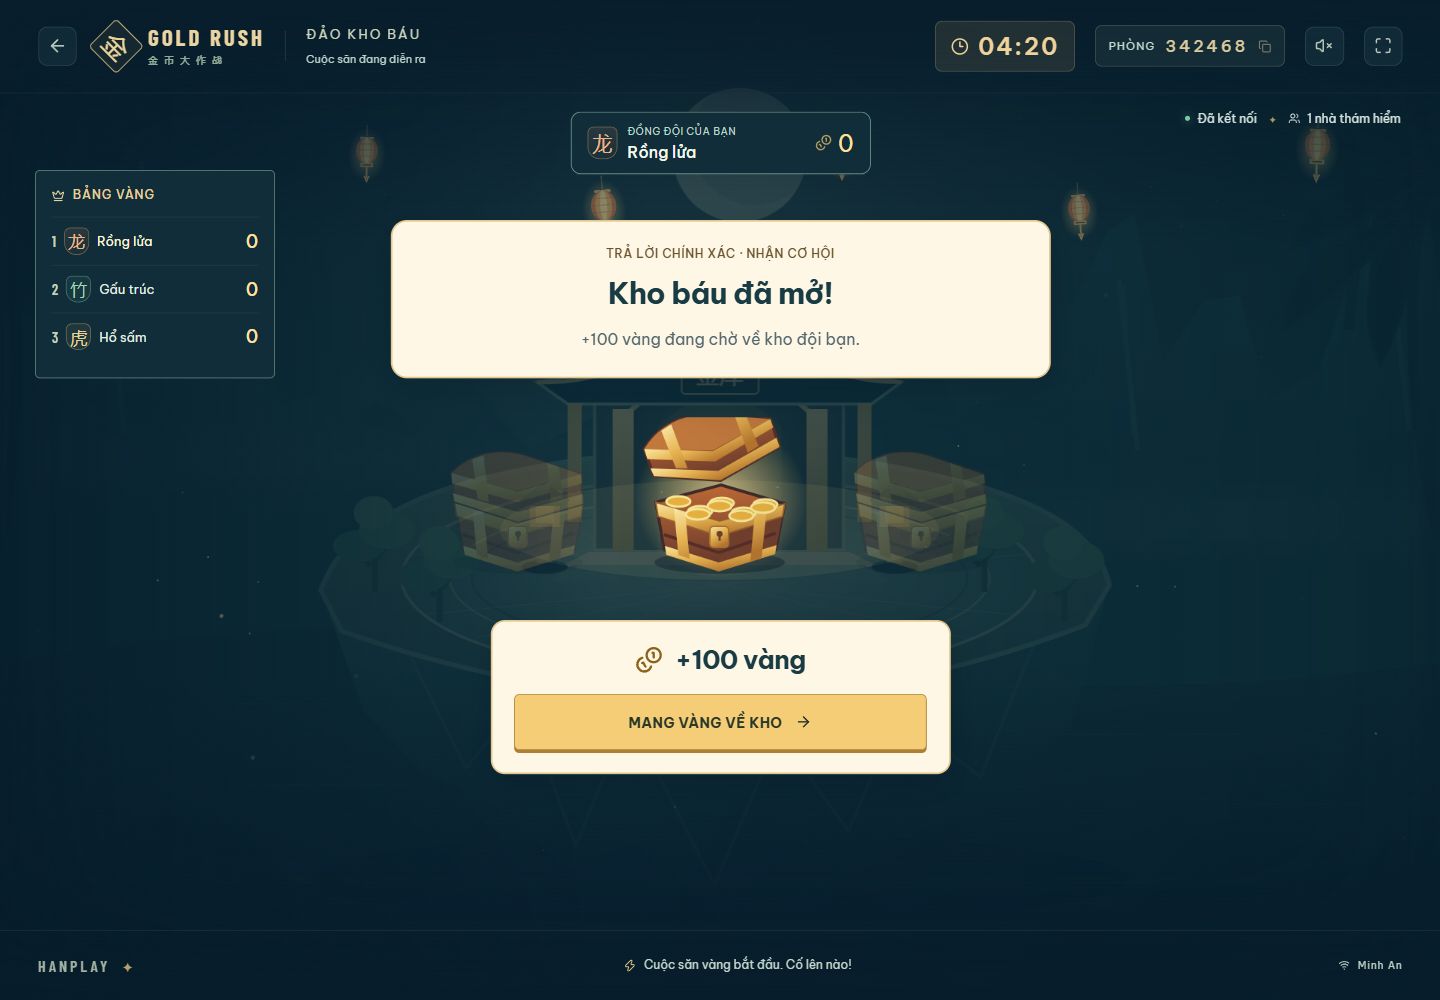 金
GOLD RUSH
金币大作战
ĐẢO KHO BÁU
Cuộc săn đang diễn ra
04:20
PHÒNG 342468
Đã kết nối ✦ 1 nhà thám hiểm
龙
ĐỒNG ĐỘI CỦA BẠN
Rồng lửa
0
BẢNG VÀNG
1 龙 Rồng lửa 0
2 竹 Gấu trúc 0
3 虎 Hổ sấm 0
TRẢ LỜI CHÍNH XÁC · NHẬN CƠ HỘI
Kho báu đã mở!
+100 vàng đang chờ về kho đội bạn.
+100 vàng
MANG VÀNG VỀ KHO →
HANPLAY ✦
Cuộc săn vàng bắt đầu. Cố lên nào!
Minh An